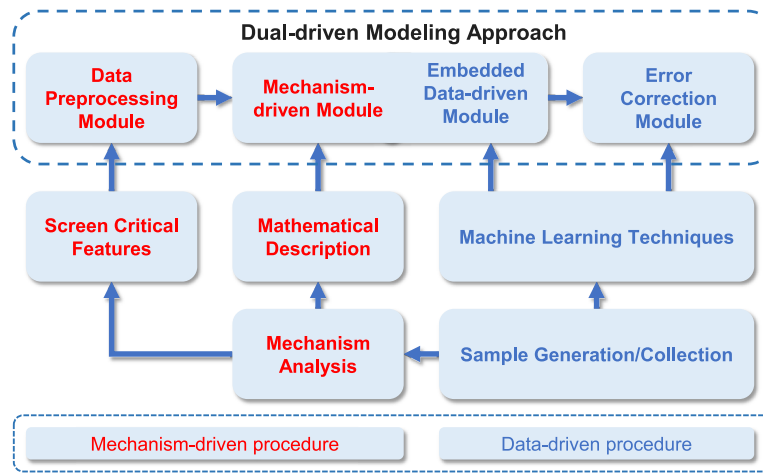 Dual-driven Modeling Approach
Data
Preprocessing
Module
Mechanism-
driven Module
Embedded
Data-driven
Module
Error
Correction
Module
Screen Critical
Features
Mathematical
Description
Machine Learning Techniques
Mechanism
Analysis
Sample Generation/Collection
Mechanism-driven procedure
Data-driven procedure